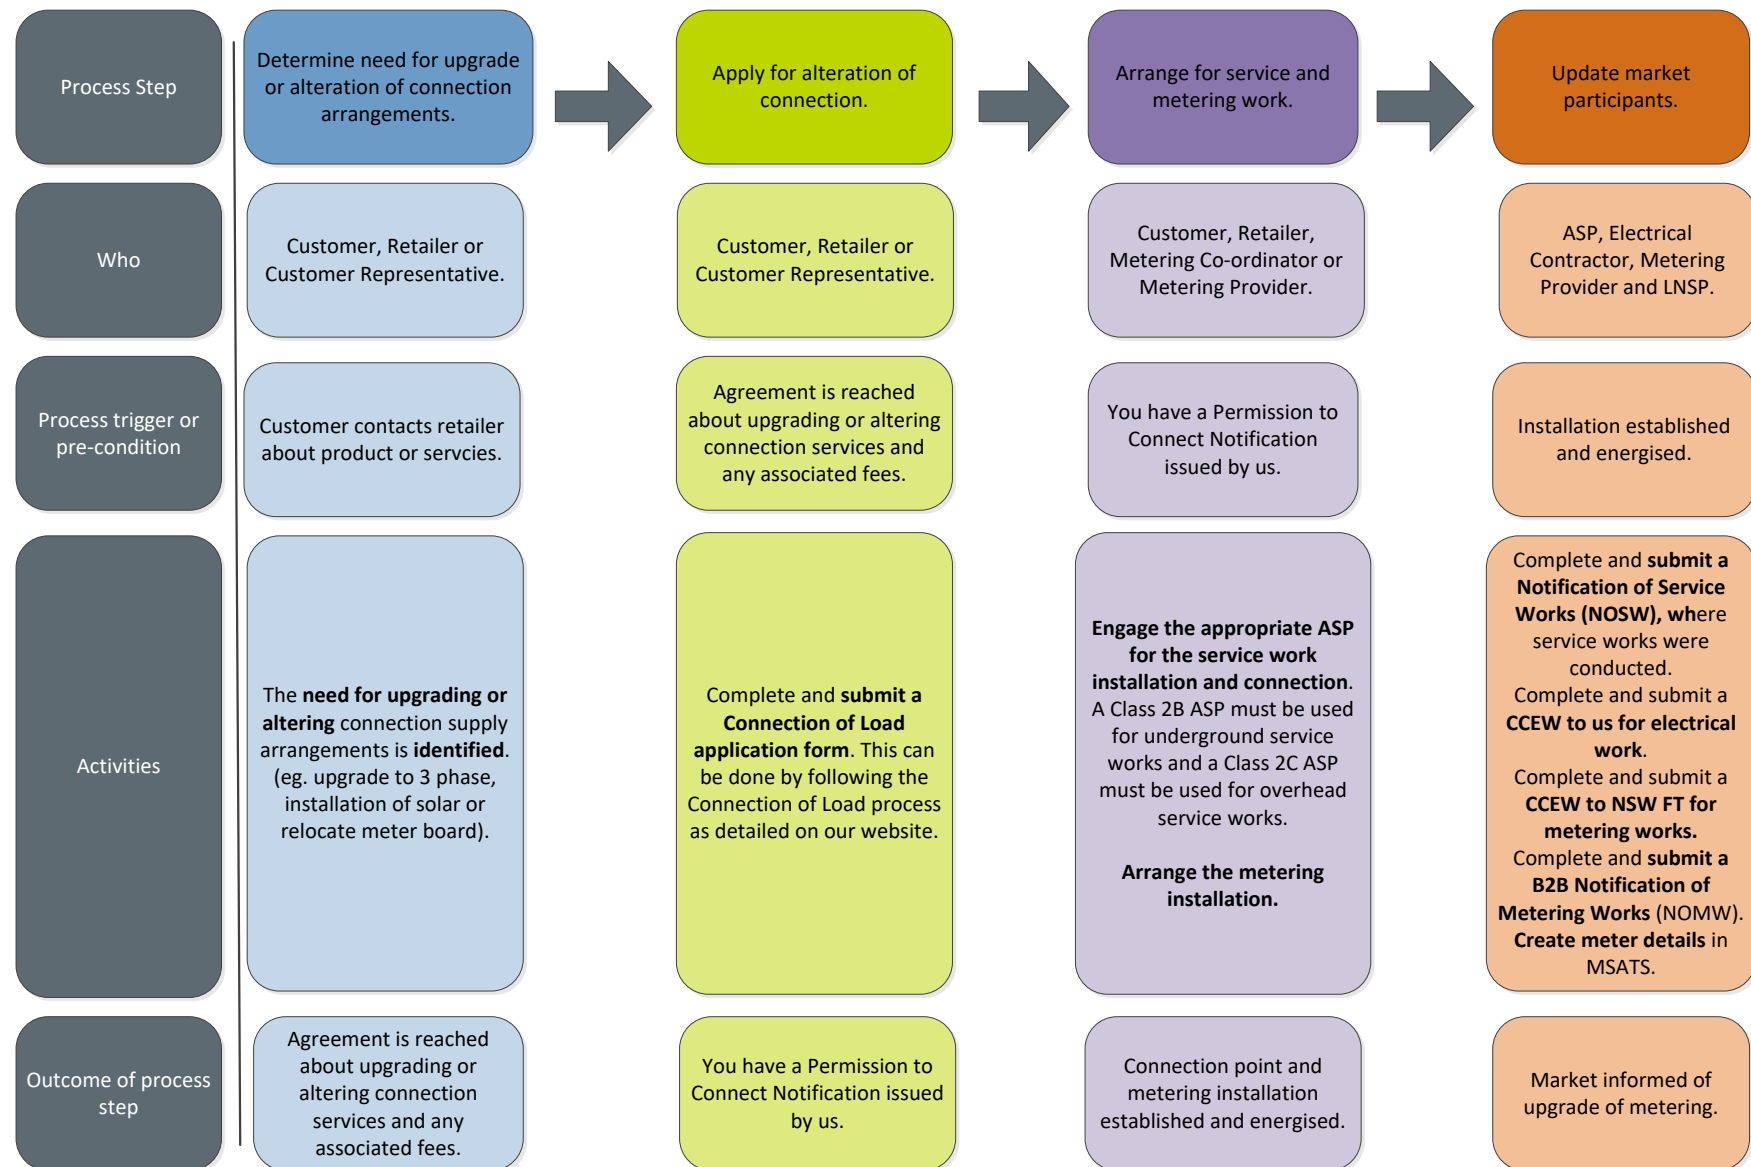 Process Step
Determine need for upgrade
or alteration of connection
arrangements.
Apply for alteration of
connection.
Arrange for service and
metering work.
Update market
participants.
Who
Customer, Retailer or
Customer Representative.
Customer, Retailer or
Customer Representative.
Customer, Retailer,
Metering Co-ordinator or
Metering Provider.
ASP, Electrical
Contractor, Metering
Provider and LNSP.
Process trigger or
pre-condition
Customer contacts retailer
about product or servcies.
Agreement is reached
about upgrading or altering
connection services and
any associated fees.
You have a Permission to
Connect Notification
issued by us.
Installation established
and energised.
Activities
The need for upgrading or
altering connection supply
arrangements is identified.
(eg. upgrade to 3 phase,
installation of solar or
relocate meter board).
Complete and submit a
Connection of Load
application form. This can
be done by following the
Connection of Load process
as detailed on our website.
Engage the appropriate ASP
for the service work
installation and connection.
A Class 2B ASP must be used
for underground service
works and a Class 2C ASP
must be used for overhead
service works.
Arrange the metering
installation.
Complete and submit a
Notification of Service
Works (NOSW), where
service works were
conducted.
Complete and submit a
CCEW to us for electrical
work.
Complete and submit a
CCEW to NSW FT for
metering works.
Complete and submit a
B2B Notification of
Metering Works (NOMW).
Create meter details in
MSATS.
Outcome of process
step
Agreement is reached
about upgrading or
altering connection
services and any
associated fees.
You have a Permission to
Connect Notification issued
by us.
Connection point and
metering installation
established and energised.
Market informed of
upgrade of metering.